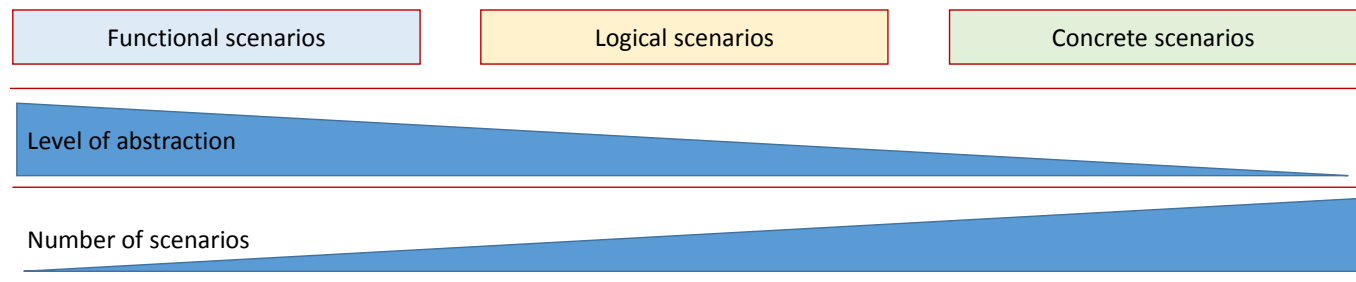 Functional scenarios
Logical scenarios
Concrete scenarios
Level of abstraction
Number of scenarios